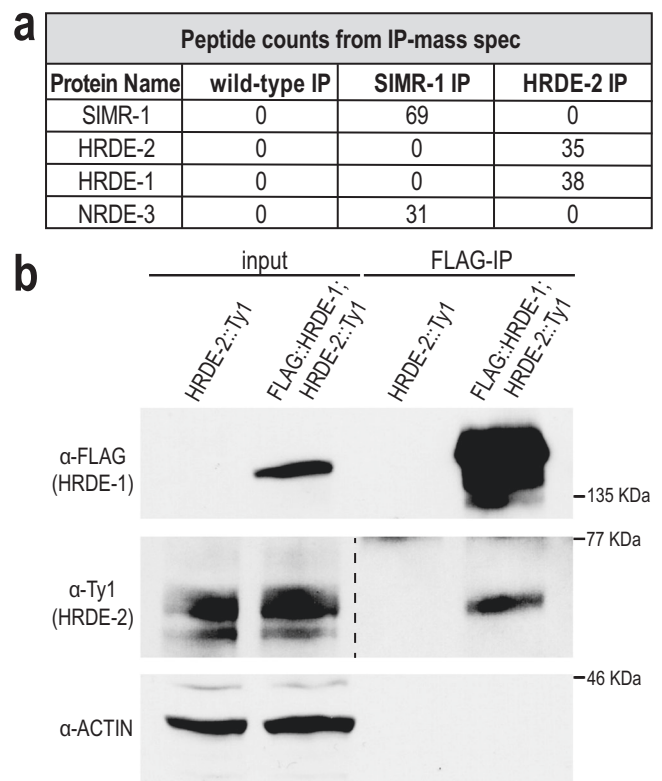 a
Peptide counts from IP-mass spec
Protein Name wild-type IP SIMR-1 IP HRDE-2 IP
SIMR-1 0 69 0
HRDE-2 0 0 35
HRDE-1 0 0 38
NRDE-3 0 31 0
b
input FLAG-IP
HRDE-2::Ty1
FLAG::HRDE-1;
HRDE-2::Ty1
HRDE-2::Ty1
FLAG::HRDE-1;
HRDE-2::Ty1
α-FLAG
(HRDE-1)
135 KDa
77 KDa
α-Ty1
(HRDE-2)
46 KDa
α-ACTIN